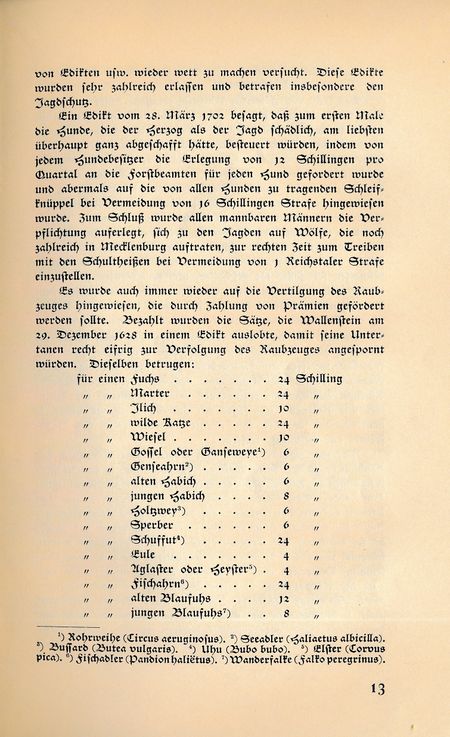 von Edikten usw. wieder wett zu machen versucht. Diese Edikte
wurden sehr zahlreich erlassen und betrafen insbesondere den
Jagdschutz.
Ein Edikt vom 28. März 1702 besagt, daß zum ersten Male
die Hunde, die der Herzog als der Jagd schädlich, am liebsten
überhaupt ganz abgeschafft hätte, besteuert würden, indem von
jedem Hundebesitzer die Erlegung von 12 Schillingen pro
Quartal an die Forstbeamten für jeden Hund gefordert wurde
und abermals auf die von allen Hunden zu tragenden Schleif-
knüppel bei Vermeidung von 16 Schillingen Strafe hingewiesen
wurde. Zum Schluß wurde allen mannbaren Männern die Ver-
pflichtung auferlegt, sich zu den Jagden auf Wölfe, die noch
zahlreich in Mecklenburg auftraten, zur rechten Zeit zum Treiben
mit den Schultheißen bei Vermeidung von 1 Reichstaler Strafe
einzustellen.
Es wurde auch immer wieder auf die Vertilgung des Raub-
zeuges hingewiesen, die durch Zahlung von Prämien gefördert
werden sollte. Bezahlt wurden die Sätze, die Wallenstein am
29. Dezember 1628 in einem Edikt auslobte, damit seine Unter-
tanen recht eifrig zur Verfolgung des Raubzeuges angespornt
würden. Dieselben betrugen:
für einen Fuchs . . . . . . . 24 Schilling
" " Marter . . . . . . 24 "
" " Ilich . . . . . . . 10 "
" " wilde Katze . . . . . 24 "
" " Wiesel . . . . . . . 10 "
" " Gossel oder Ganseweye¹) 6 "
" " Genseahrn²) . . . . . 6 "
" " alten Habich . . . . . 6 "
" " jungen Habich . . . . 8 "
" " Holtzwey³) . . . . . 6 "
" " Sperber . . . . . . 6 "
" " Schuffut⁴) . . . . . . 24 "
" " Eule . . . . . . . 4 "
" " Aglaster oder Heyster⁵) . 4 "
" " Fischahrn⁶) . . . . . 24 "
" " alten Blaufuhs . . . . 12 "
" " jungen Blaufuhs⁷) . . 8 "
¹) Rohrweihe (Circus aeruginosus). ²) Seeadler (Haliaetus albicilla).
³) Bussard (Butea vulgaris). ⁴) Uhu (Bubo bubo). ⁵) Elster (Corvus
pica). ⁶) Fischadler (Pandion haliëtus). ⁷) Wanderfalke (Falko peregrinus).
13